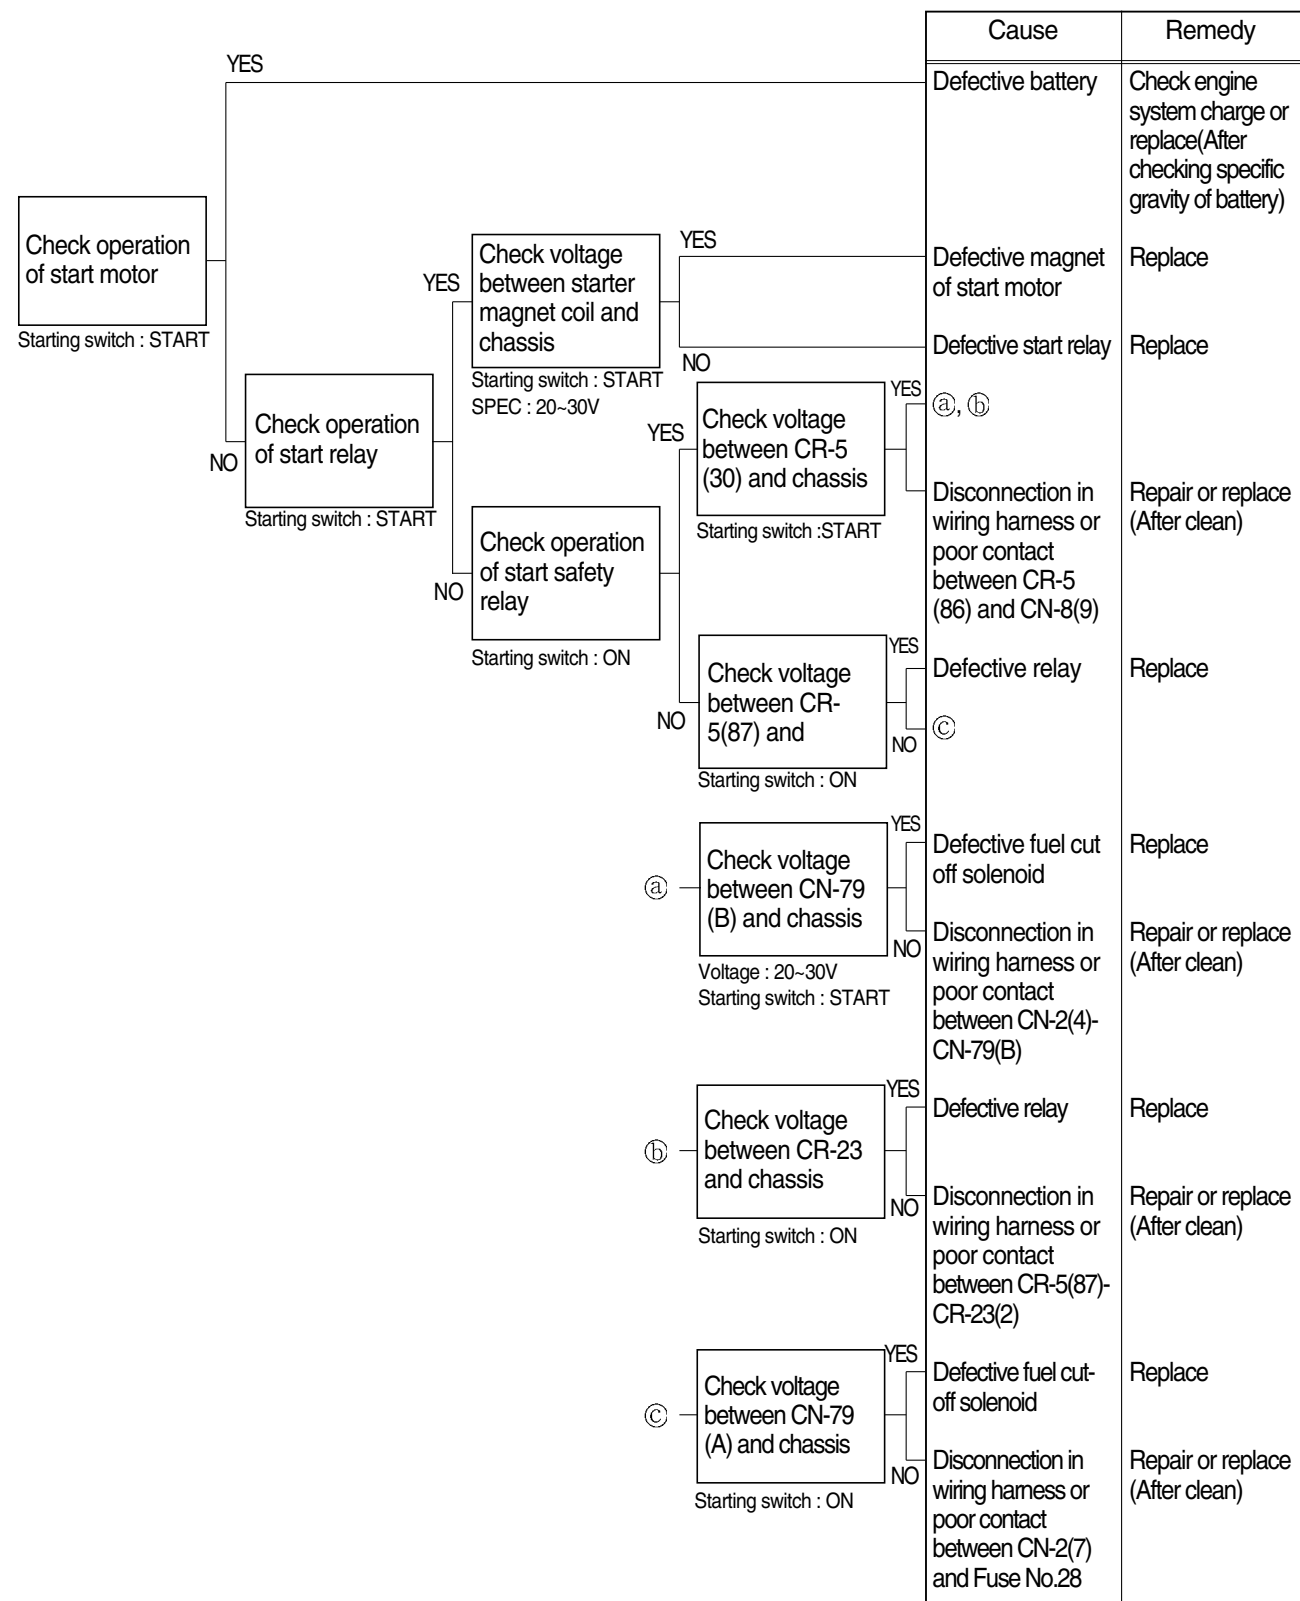 Cause
Remedy
YES
Defective battery
Check engine
system charge or
replace(After
checking specific
gravity of battery)
Check operation
of start motor
Starting switch : START
YES
Check voltage
between starter
magnet coil and
chassis
Starting switch : START
SPEC : 20~30V
YES
Defective magnet
of start motor
Replace
NO
Defective start relay
Replace
NO
Check operation
of start relay
Starting switch : START
YES
Check voltage
between CR-5
(30) and chassis
Starting switch :START
YES
ⓐ, ⓑ
Disconnection in
wiring harness or
poor contact
between CR-5
(86) and CN-8(9)
Repair or replace
(After clean)
NO
Check operation
of start safety
relay
Starting switch : ON
NO
Check voltage
between CR-
5(87) and
Starting switch : ON
YES
Defective relay
Replace
NO
ⓒ
ⓐ
Check voltage
between CN-79
(B) and chassis
Voltage : 20~30V
Starting switch : START
YES
Defective fuel cut
off solenoid
Replace
NO
Disconnection in
wiring harness or
poor contact
between CN-2(4)-
CN-79(B)
Repair or replace
(After clean)
ⓑ
Check voltage
between CR-23
and chassis
Starting switch : ON
YES
Defective relay
Replace
NO
Disconnection in
wiring harness or
poor contact
between CR-5(87)-
CR-23(2)
Repair or replace
(After clean)
ⓒ
Check voltage
between CN-79
(A) and chassis
Starting switch : ON
YES
Defective fuel cut-
off solenoid
Replace
NO
Disconnection in
wiring harness or
poor contact
between CN-2(7)
and Fuse No.28
Repair or replace
(After clean)